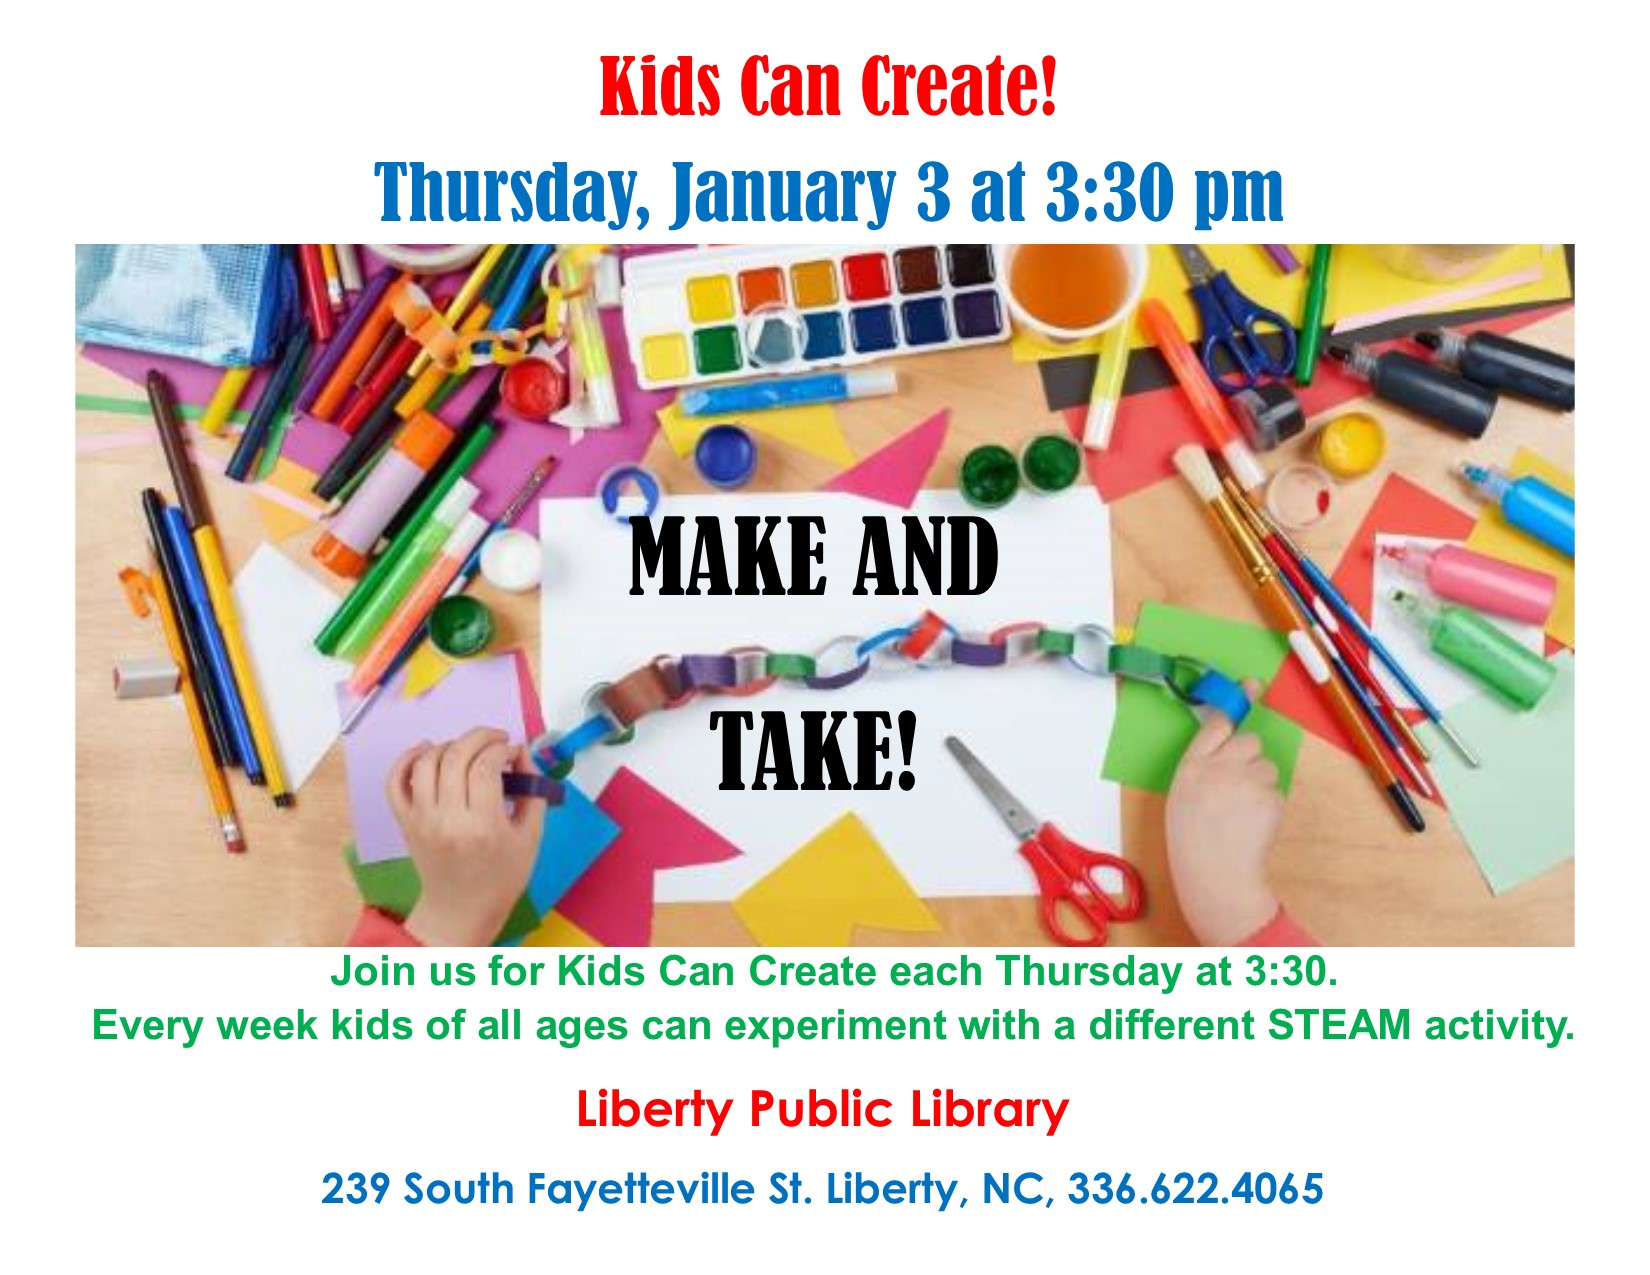 Kids Can Create!
Thursday, January 3 at 3:30 pm
MAKE AND
TAKE!
Join us for Kids Can Create each Thursday at 3:30.
Every week kids of all ages can experiment with a different STEAM activity.
Liberty Public Library
239 South Fayetteville St. Liberty, NC, 336.622.4065